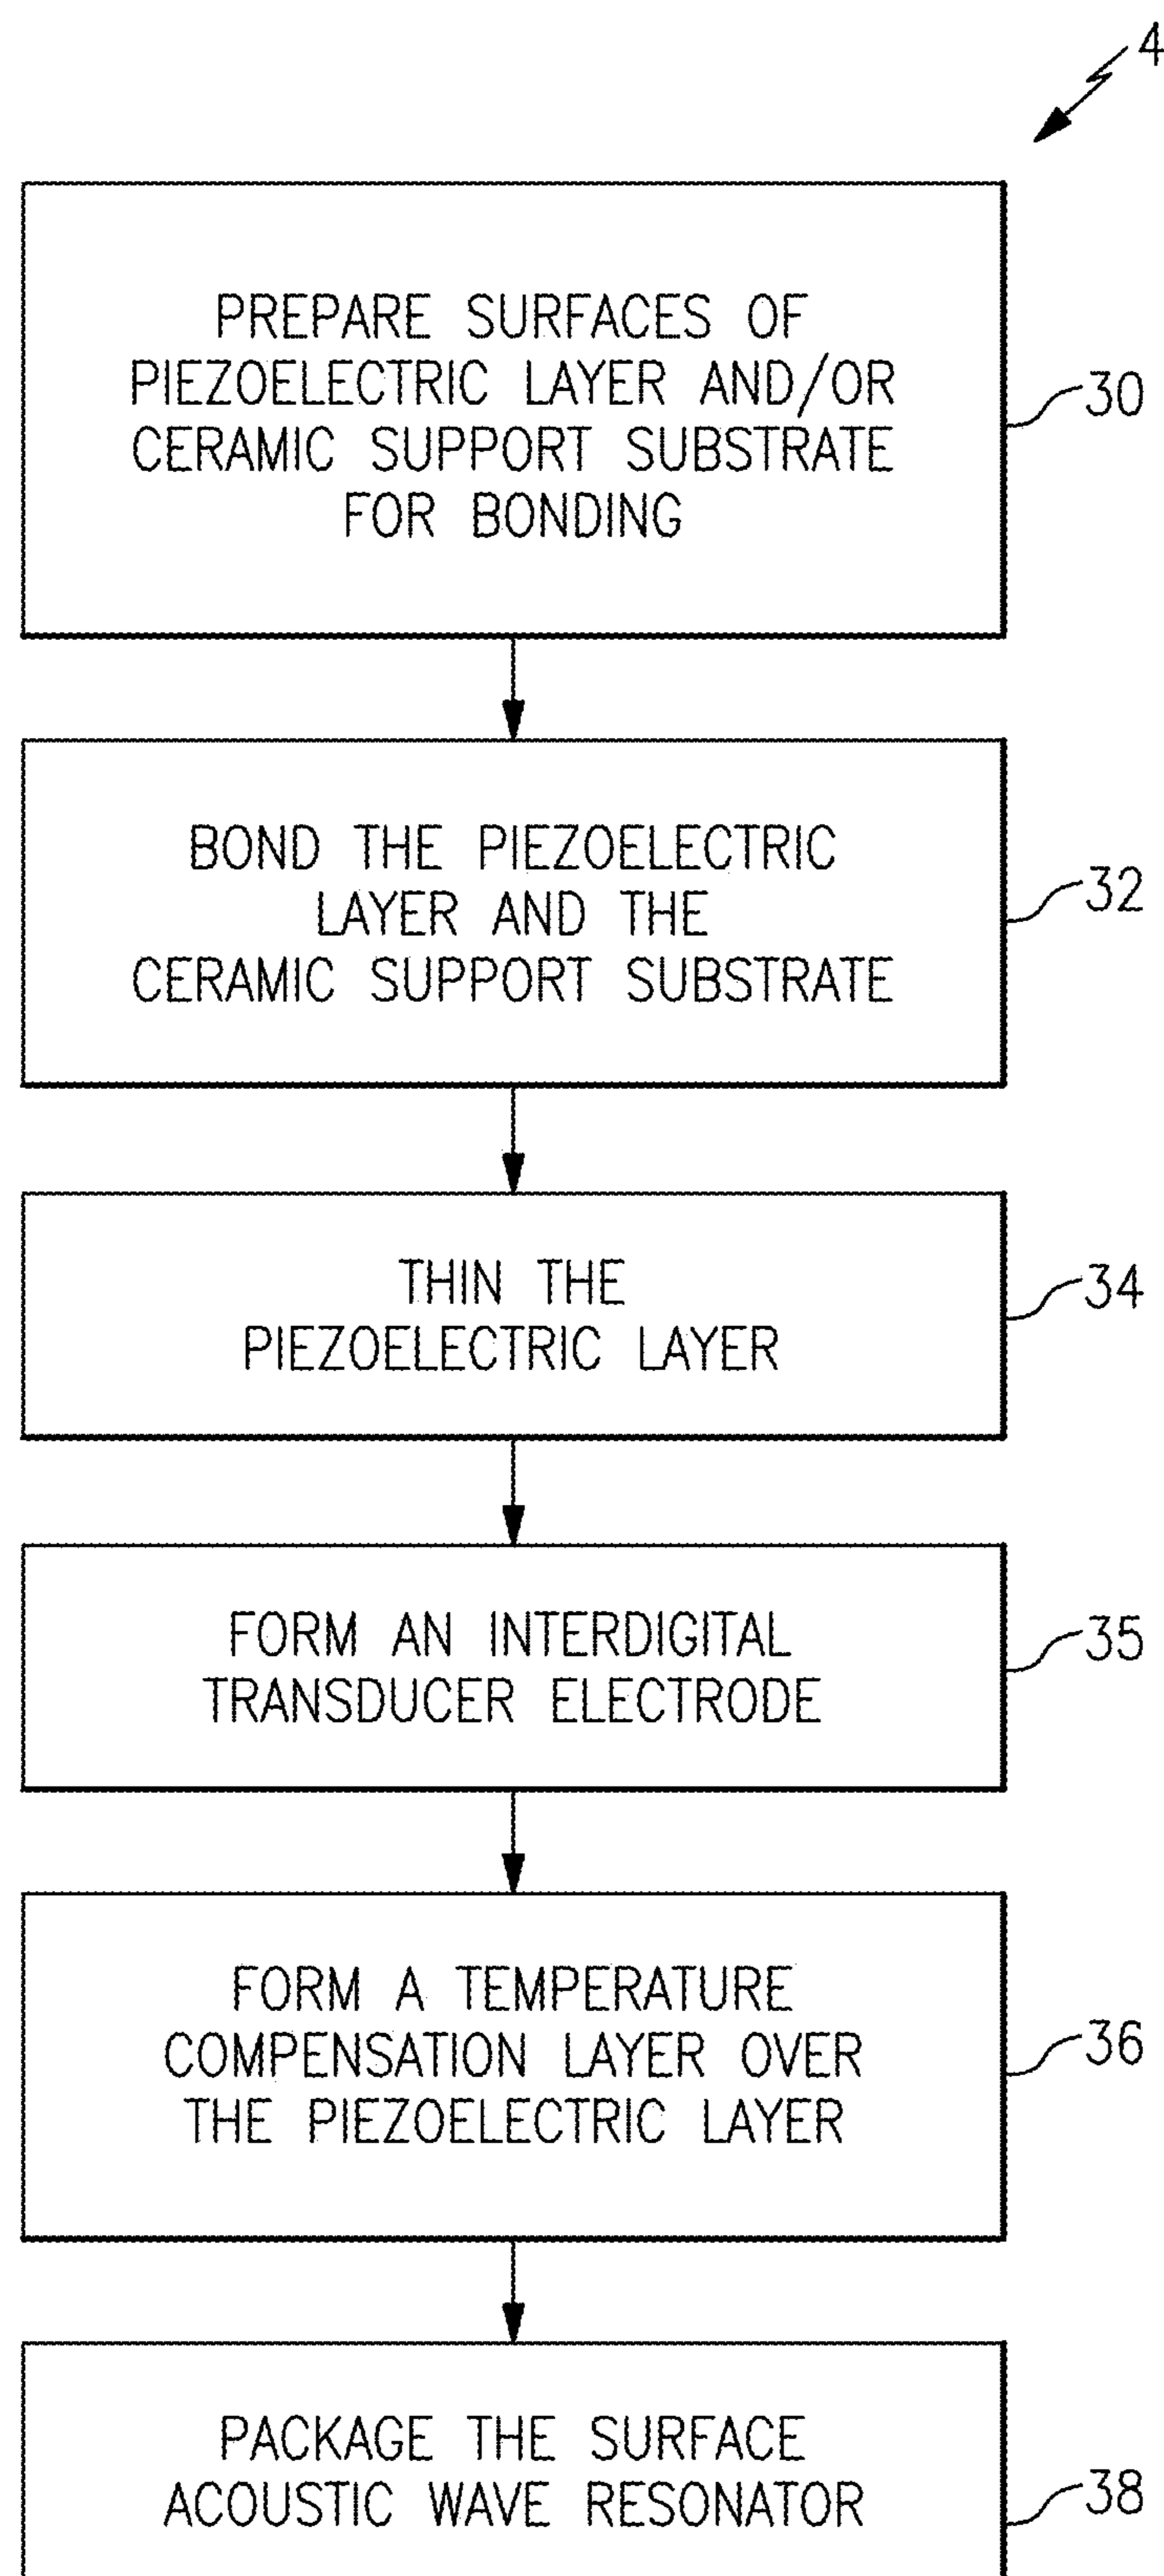 4
PREPARE SURFACES OF
PIEZOELECTRIC LAYER AND/OR
CERAMIC SUPPORT SUBSTRATE
FOR BONDING
30
BOND THE PIEZOELECTRIC
LAYER AND THE
CERAMIC SUPPORT SUBSTRATE
32
THIN THE
PIEZOELECTRIC LAYER
34
FORM AN INTERDIGITAL
TRANSDUCER ELECTRODE
35
FORM A TEMPERATURE
COMPENSATION LAYER OVER
THE PIEZOELECTRIC LAYER
36
PACKAGE THE SURFACE
ACOUSTIC WAVE RESONATOR
38